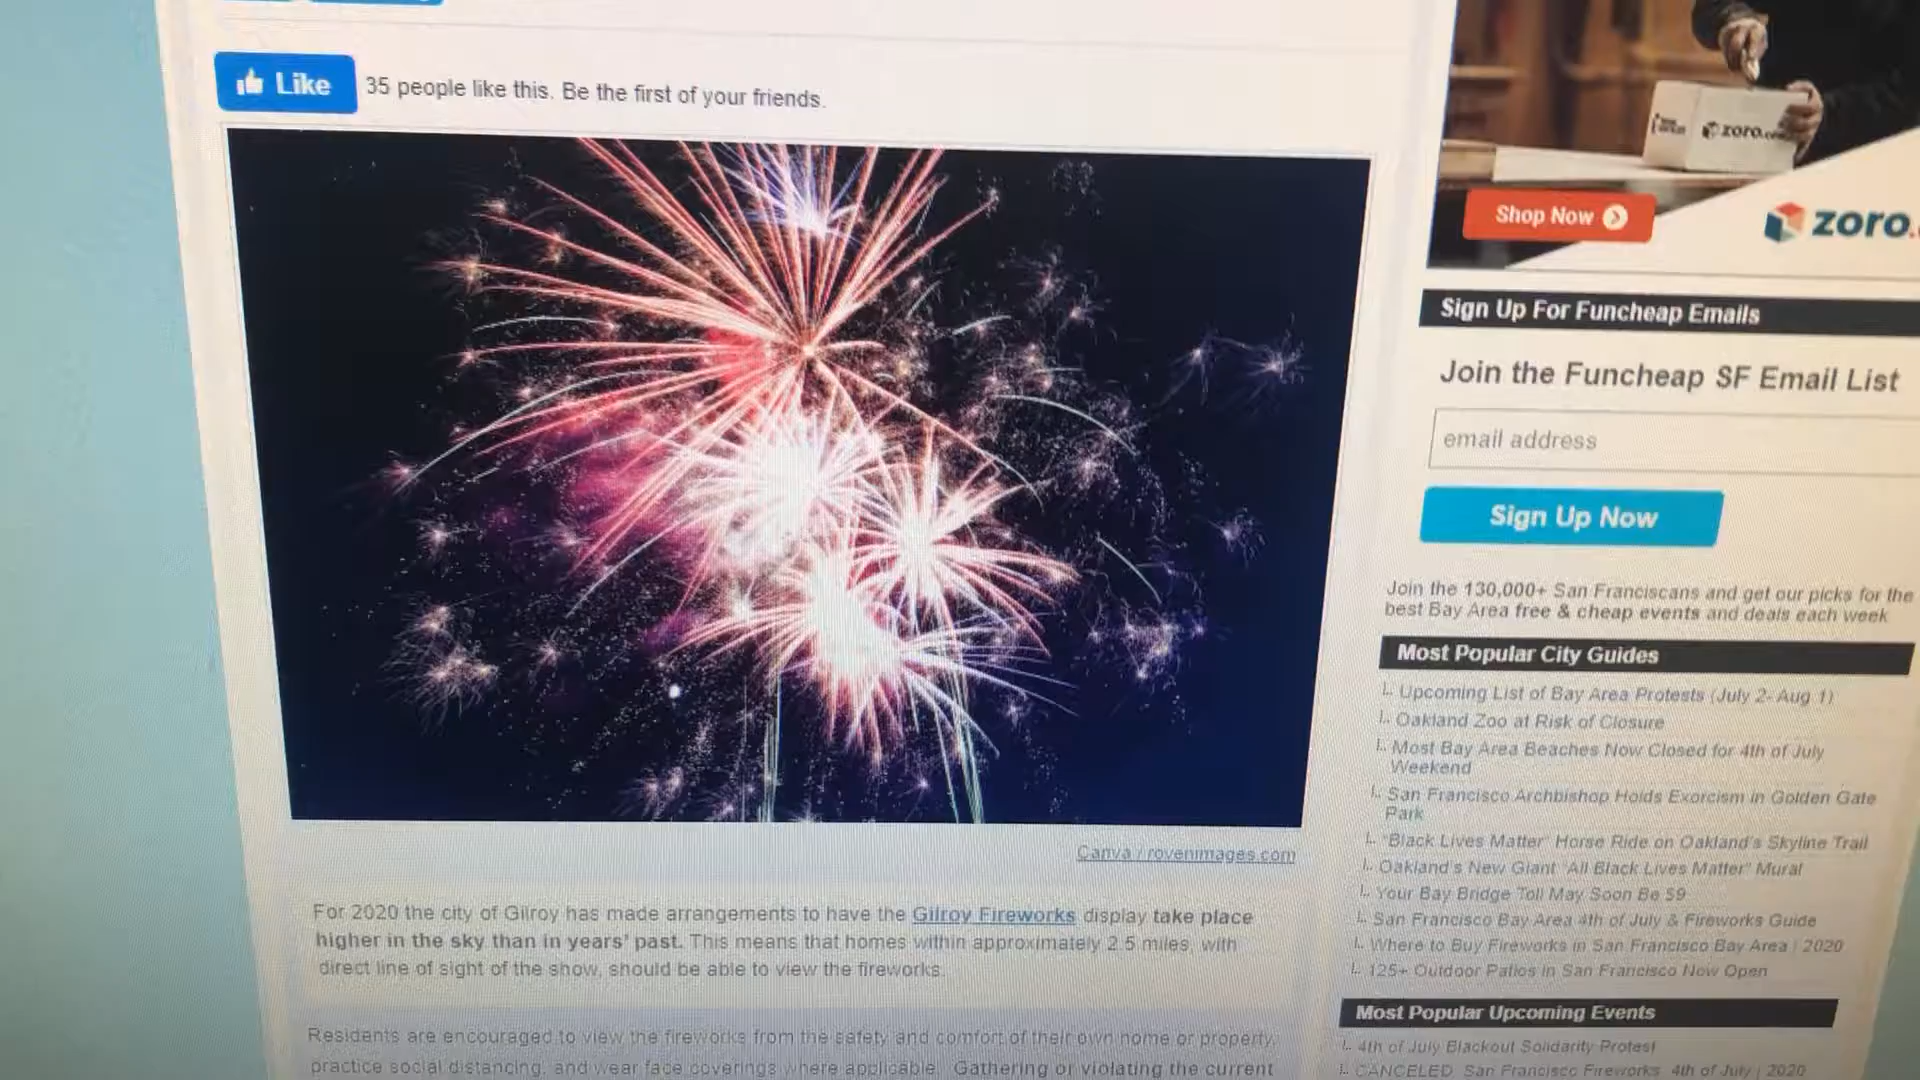 Like
35 people like this. Be the first of your friends.
Canva / rovenimages.com
For 2020 the city of Gilroy has made arrangements to have the Gilroy Fireworks display take place
higher in the sky than in years' past. This means that homes within approximately 2.5 miles, with
direct line of sight of the show, should be able to view the fireworks.
Residents are encouraged to view the fireworks from the safety and comfort of their own home or property,
practice social distancing, and wear face coverings where applicable. Gathering or violating the current
zoro.com
Shop Now
zoro.
Sign Up For Funcheap Emails
Join the Funcheap SF Email List
email address
Sign Up Now
Join the 130,000+ San Franciscans and get our picks for the
best Bay Area free & cheap events and deals each week
Most Popular City Guides
Upcoming List of Bay Area Protests (July 2- Aug 1)
Oakland Zoo at Risk of Closure
Most Bay Area Beaches Now Closed for 4th of July
Weekend
San Francisco Archbishop Holds Exorcism in Golden Gate
Park
"Black Lives Matter" Horse Ride on Oakland's Skyline Trail
Oakland's New Giant "All Black Lives Matter" Mural
Your Bay Bridge Toll May Soon Be $9
San Francisco Bay Area 4th of July & Fireworks Guide
Where to Buy Fireworks in San Francisco Bay Area | 2020
125+ Outdoor Patios in San Francisco Now Open
Most Popular Upcoming Events
4th of July Blackout Solidarity Protest
CANCELED: San Francisco Fireworks 4th of July | 2020